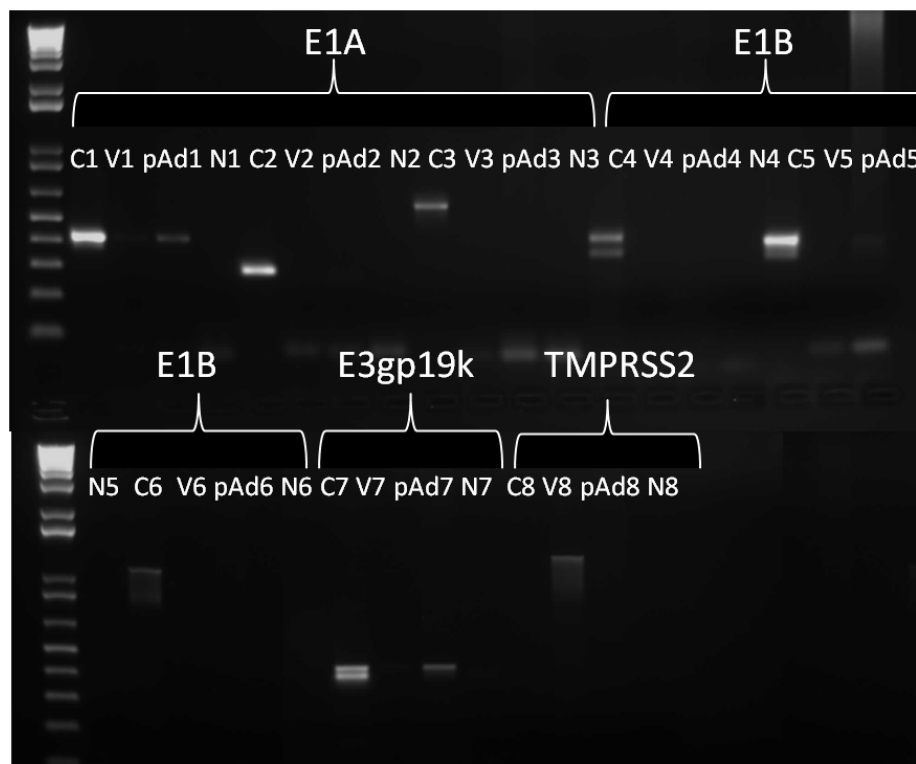 E1A E1B
C1 V1 pAd1 N1 C2 V2 pAd2 N2 C3 V3 pAd3 N3 C4 V4 pAd4 N4 C5 V5 pAd5
E1B E3gp19k TMPRSS2
N5 C6 V6 pAd6 N6 C7 V7 pAd7 N7 C8 V8 pAd8 N8